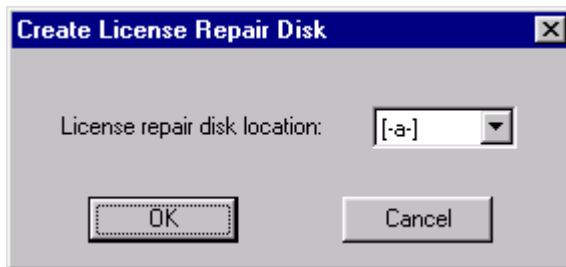 Create License Repair Disk
License repair disk location: [-a-]
OK Cancel